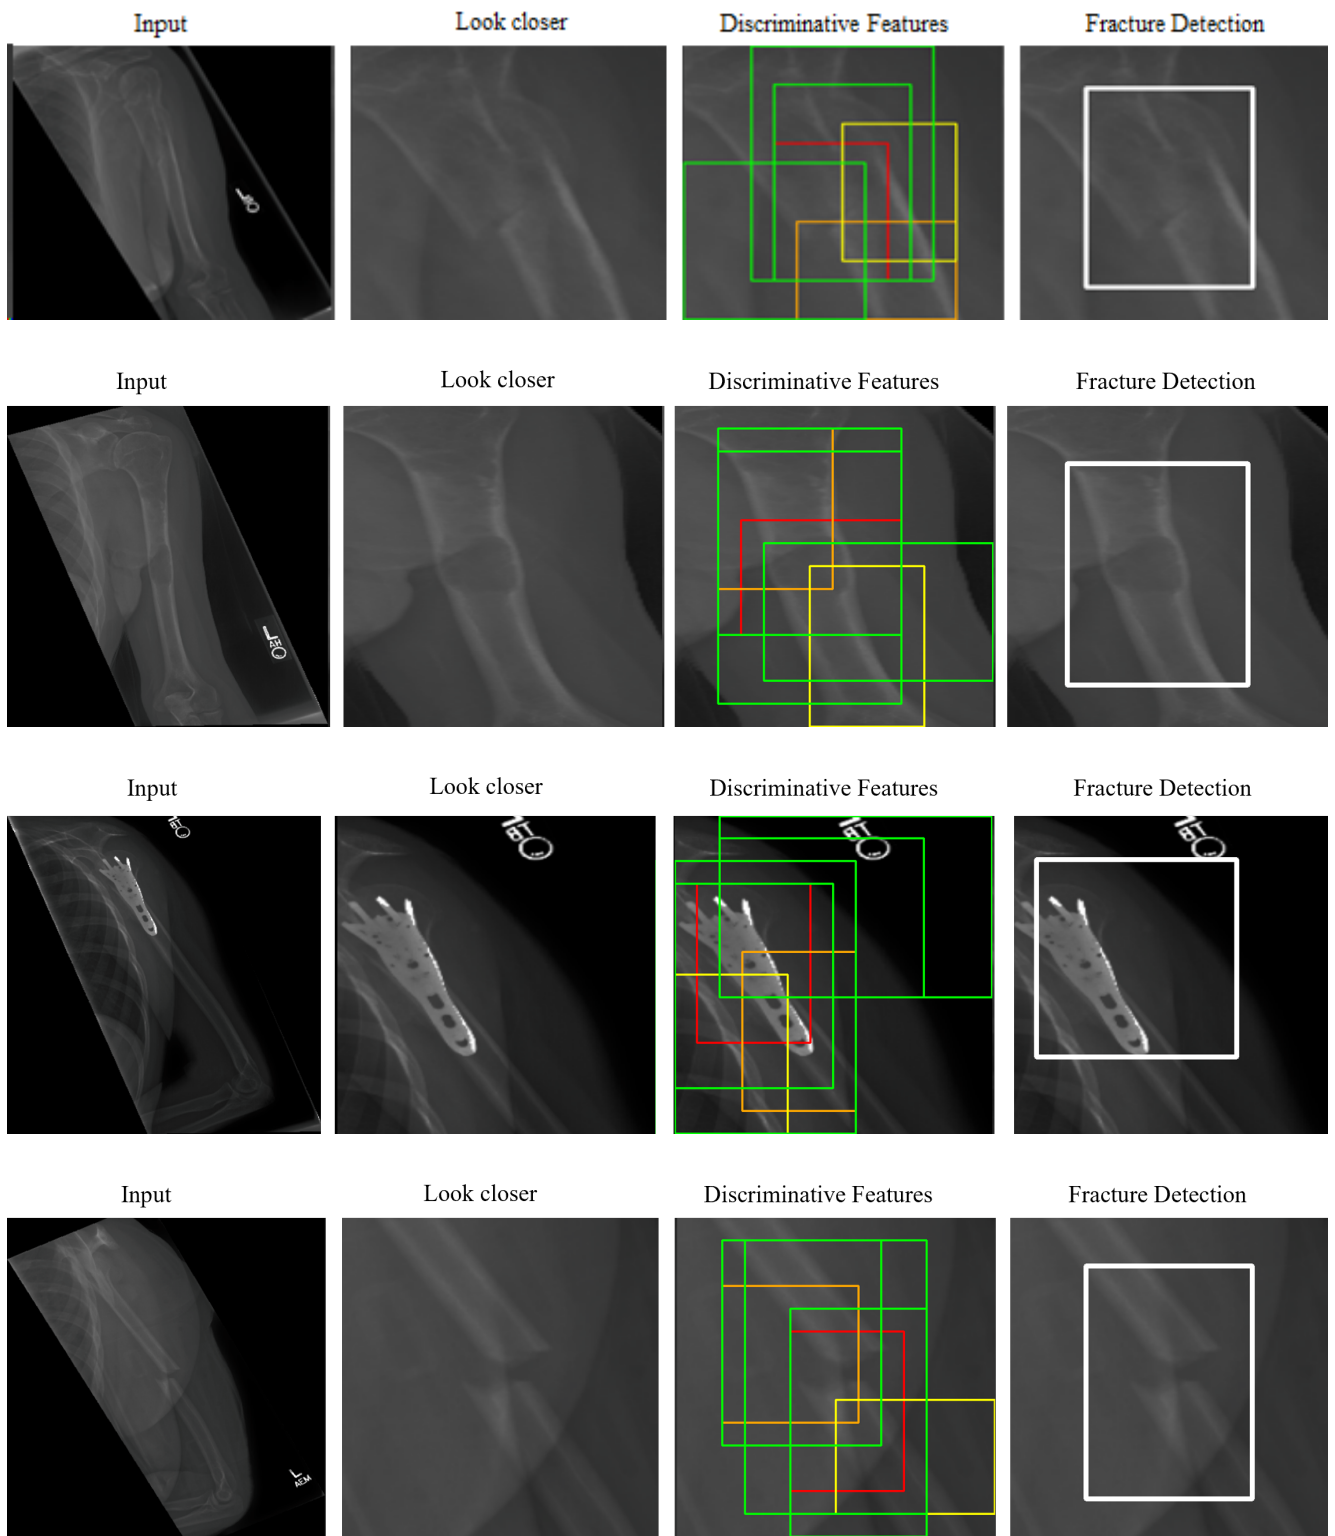 Input Look closer Discriminative Features Fracture Detection
Input Look closer Discriminative Features Fracture Detection
L
Input Look closer Discriminative Features Fracture Detection
Input Look closer Discriminative Features Fracture Detection
L
AEM